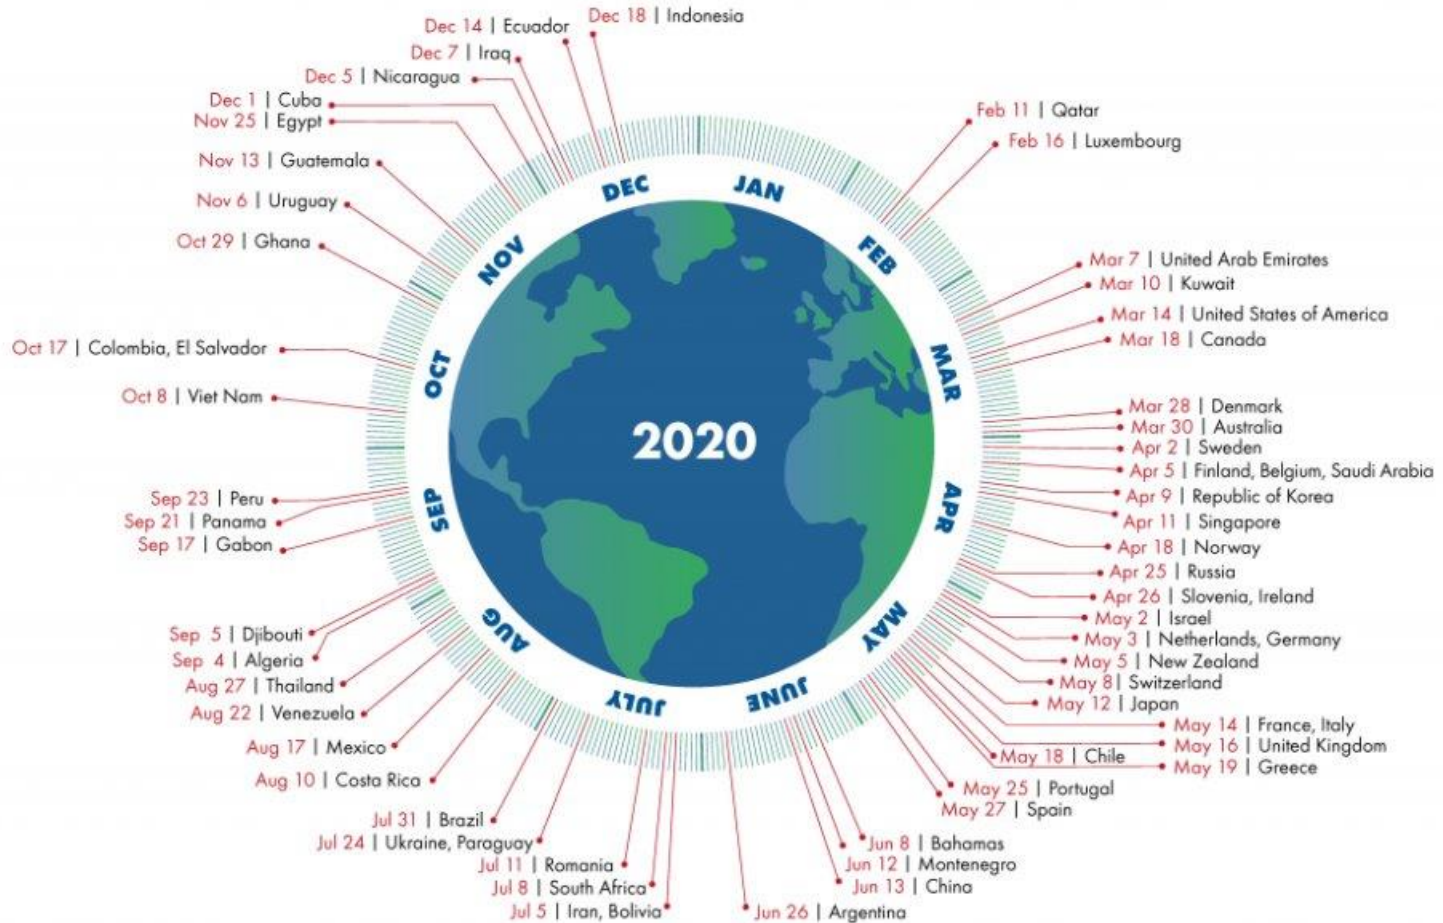 Dec 18 | Indonesia
Dec 14 | Ecuador
Dec 7 | Iraq
Dec 5 | Nicaragua
Dec 1 | Cuba
Nov 25 | Egypt
Nov 13 | Guatemala
Nov 6 | Uruguay
Oct 29 | Ghana
Oct 17 | Colombia, El Salvador
Oct 8 | Viet Nam
Sep 23 | Peru
Sep 21 | Panama
Sep 17 | Gabon
Sep 5 | Djibouti
Sep 4 | Algeria
Aug 27 | Thailand
Aug 22 | Venezuela
Aug 17 | Mexico
Aug 10 | Costa Rica
Jul 31 | Brazil
Jul 24 | Ukraine, Paraguay
Jul 11 | Romania
Jul 8 | South Africa
Jul 5 | Iran, Bolivia
Feb 11 | Qatar
Feb 16 | Luxembourg
Mar 7 | United Arab Emirates
Mar 10 | Kuwait
Mar 14 | United States of America
Mar 18 | Canada
Mar 28 | Denmark
Mar 30 | Australia
Apr 2 | Sweden
Apr 5 | Finland, Belgium, Saudi Arabia
Apr 9 | Republic of Korea
Apr 11 | Singapore
Apr 18 | Norway
Apr 25 | Russia
Apr 26 | Slovenia, Ireland
May 2 | Israel
May 3 | Netherlands, Germany
May 5 | New Zealand
May 8 | Switzerland
May 12 | Japan
May 14 | France, Italy
May 16 | United Kingdom
May 18 | Chile
May 19 | Greece
May 25 | Portugal
May 27 | Spain
Jun 8 | Bahamas
Jun 12 | Montenegro
Jun 13 | China
Jun 26 | Argentina
JAN
FEB
MAR
APR
MAY
JUNE
JULY
AUG
SEP
OCT
NOV
DEC
2020